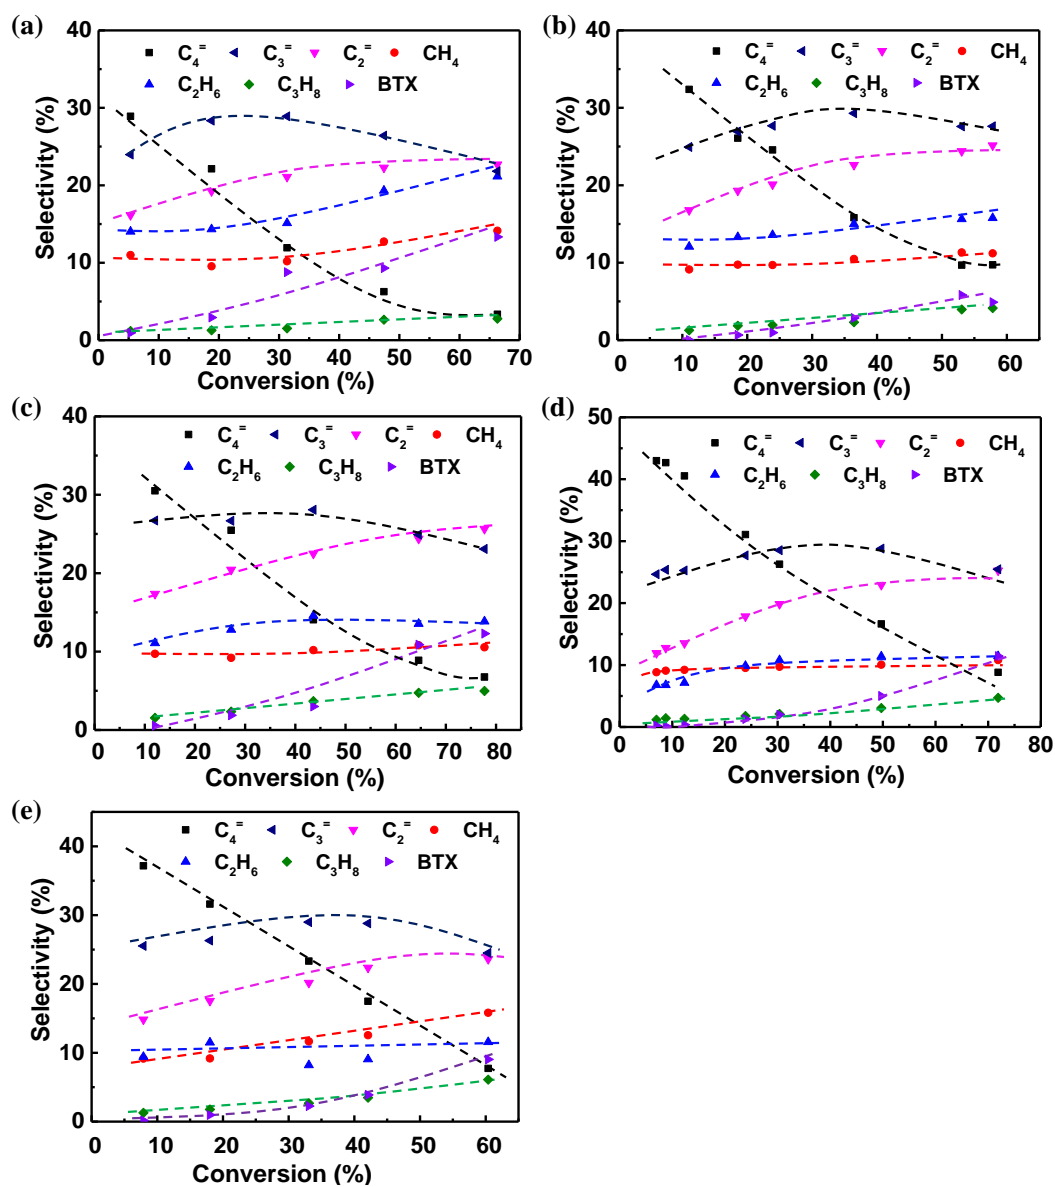 (a)
40
30
20
10
0
Selectivity (%)
C4= C3= C2= CH4
C2H6 C3H8 BTX
0 10 20 30 40 50 60 70
Conversion (%)
(b)
40
30
20
10
0
Selectivity (%)
C4= C3= C2= CH4
C2H6 C3H8 BTX
0 10 20 30 40 50 60
Conversion (%)
(c)
40
30
20
10
0
Selectivity (%)
C4= C3= C2= CH4
C2H6 C3H8 BTX
0 10 20 30 40 50 60 70 80
Conversion (%)
(d)
50
40
30
20
10
0
Selectivity (%)
C4= C3= C2= CH4
C2H6 C3H8 BTX
0 10 20 30 40 50 60 70 80
Conversion (%)
(e)
40
30
20
10
0
Selectivity (%)
C4= C3= C2= CH4
C2H6 C3H8 BTX
0 10 20 30 40 50 60
Conversion (%)